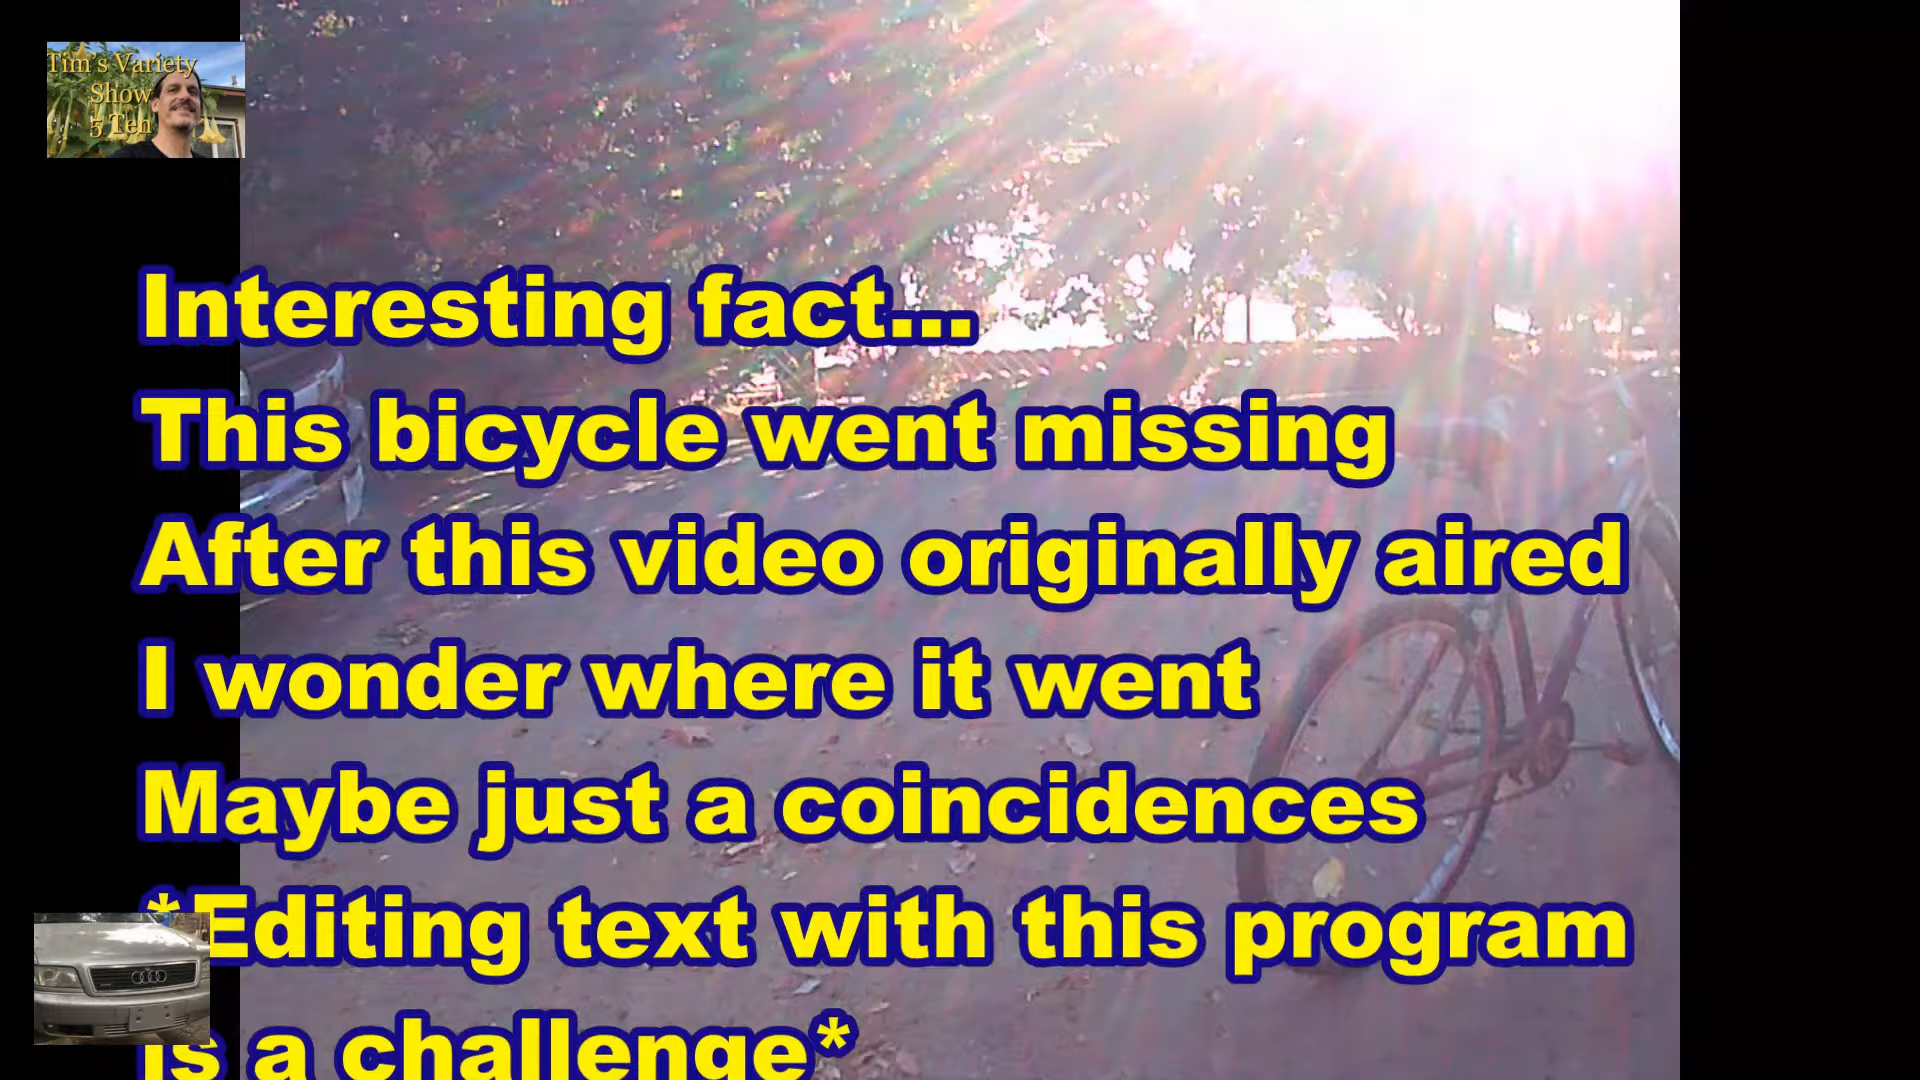 Tim's Variety
Show
5 Ten
Interesting fact...
This bicycle went missing
After this video originally aired
I wonder where it went
Maybe just a coincidences
*Editing text with this program
is a challenge*